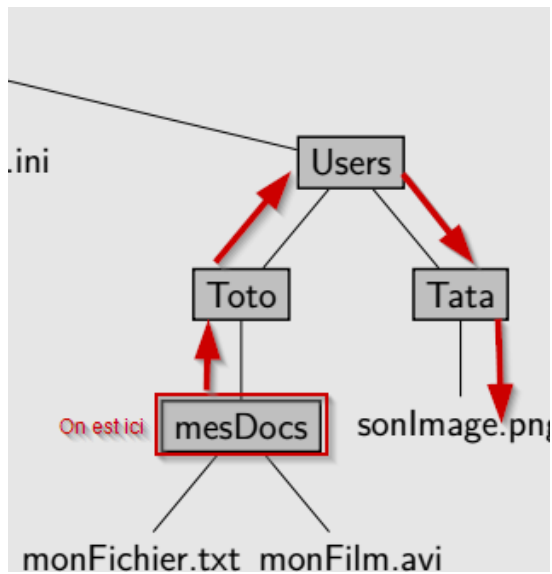 .ini
Users
Toto
Tata
On est ici
mesDocs
sonImage.png
monFichier.txt
monFilm.avi